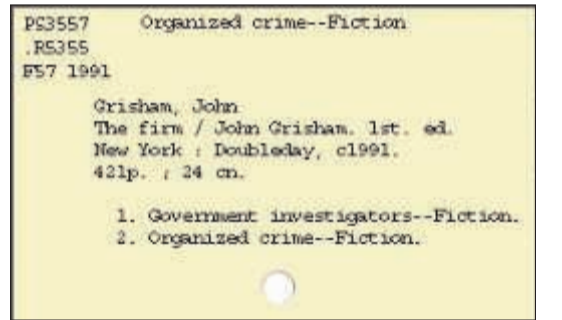 PS3557 Organized crime--Fiction
.R5355
F57 1991
Grisham, John
The firm / John Grisham. 1st. ed.
New York : Doubleday, c1991.
421p. ; 24 cm.
1. Government investigators--Fiction.
2. Organized crime--Fiction.